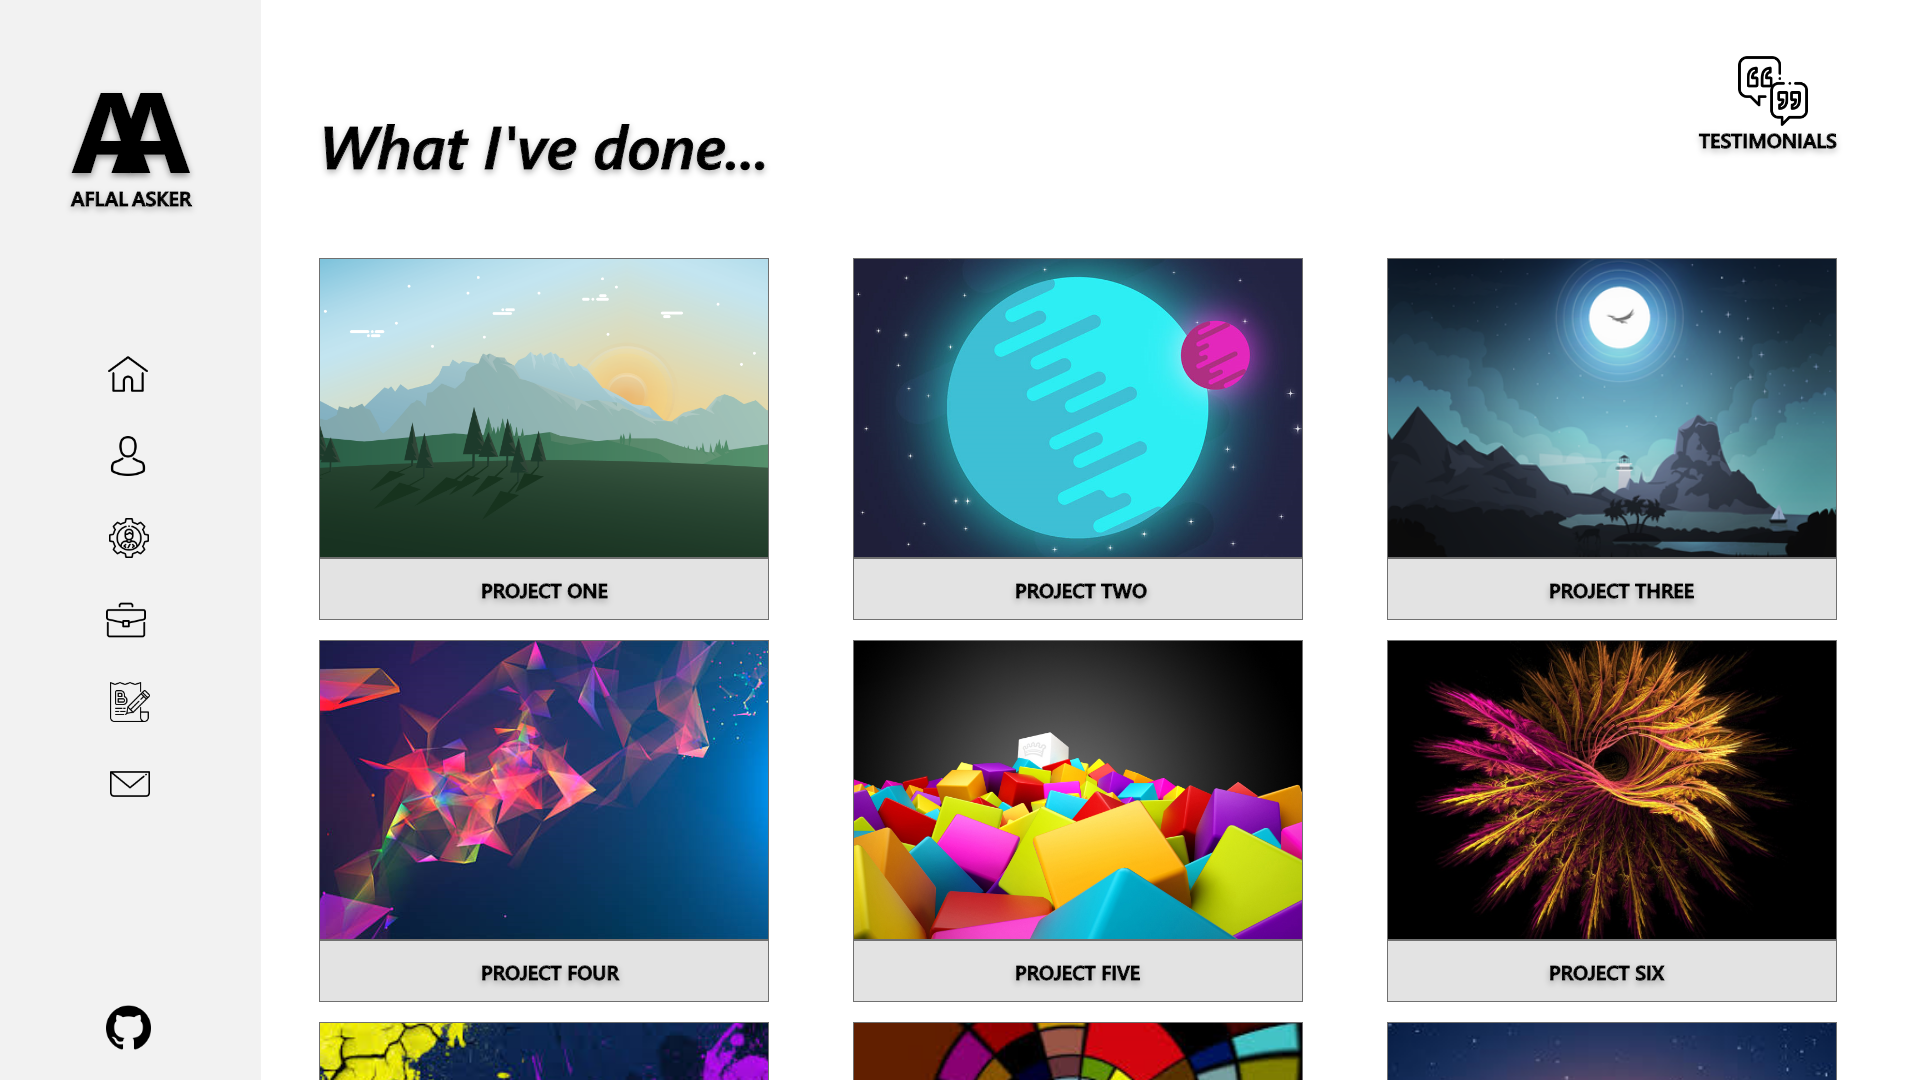 AA
AFLAL ASKER
What I've done...
TESTIMONIALS
PROJECT ONE
PROJECT TWO
PROJECT THREE
PROJECT FOUR
PROJECT FIVE
PROJECT SIX